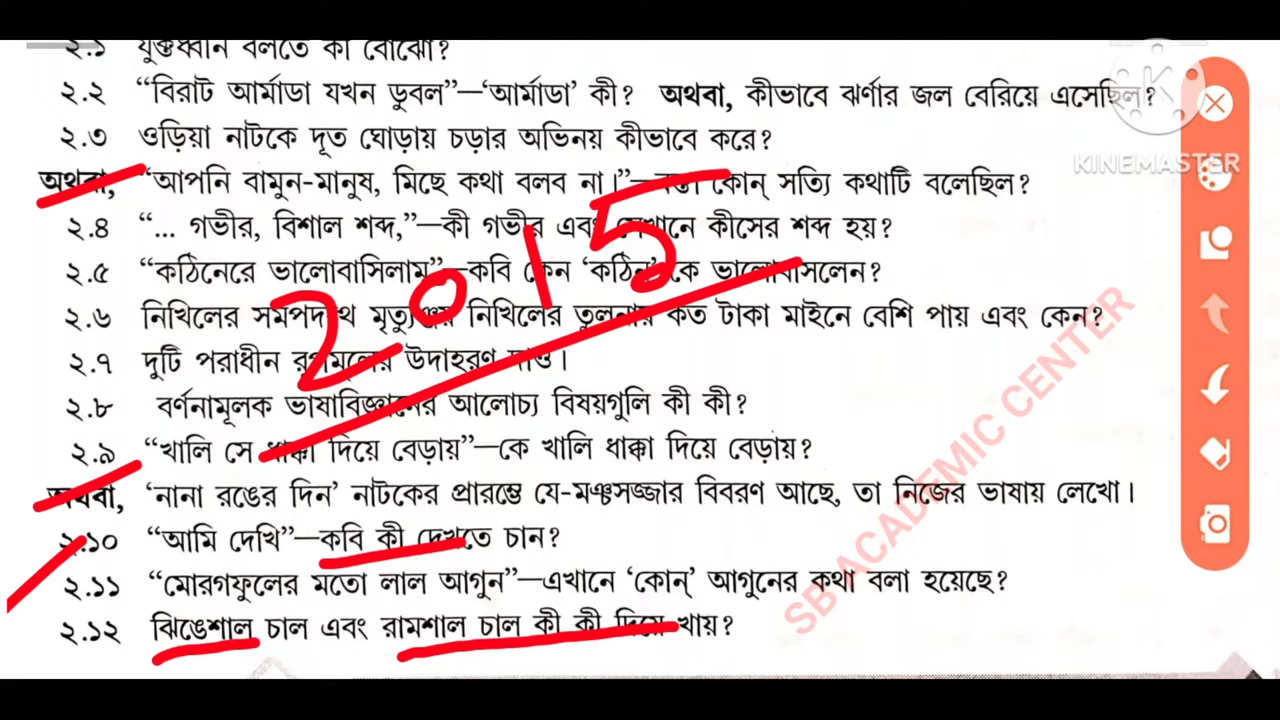 ২.১ যুক্তধ্বনি বলতে কী বোঝো?
২.২ “বিরাট আর্মাডা যখন ডুবল”—‘আর্মাডা’ কী? অথবা, কীভাবে ঝর্ণার জল বেরিয়ে এসেছিল?
২.৩ ওড়িয়া নাটকে দূত ঘোড়ায় চড়ার অভিনয় কীভাবে করে?
অথবা, “আপনি বামুন-মানুষ, মিছে কথা বলব না।”—বক্তা কোন্ সত্যি কথাটি বলেছিল?
২.৪ “... গভীর, বিশাল শব্দ,”—কী গভীর এবং সেখানে কীসের শব্দ হয়?
২.৫ “কঠিনেরে ভালোবাসিলাম”—কবি কেন ‘কঠিন’কে ভালোবাসলেন?
২.৬ নিখিলের সমপদস্থ মৃত্যুঞ্জয় নিখিলের তুলনায় কত টাকা মাইনে বেশি পায় এবং কেন?
২.৭ দুটি পরাধীন রূপমূলের উদাহরণ দাও।
২.৮ বর্ণনামূলক ভাষাবিজ্ঞানের আলোচ্য বিষয়গুলি কী কী?
২.৯ “খালি সে ধাক্কা দিয়ে বেড়ায়”—কে খালি ধাক্কা দিয়ে বেড়ায়?
অথবা, ‘নানা রঙের দিন’ নাটকের প্রারম্ভে যে-মঞ্চসজ্জার বিবরণ আছে, তা নিজের ভাষায় লেখো।
২.১০ “আমি দেখি”—কবি কী দেখতে চান?
২.১১ “মোরগফুলের মতো লাল আগুন”—এখানে ‘কোন্’ আগুনের কথা বলা হয়েছে?
২.১২ ঝিঙেশাল চাল এবং রামশাল চাল কী কী দিয়ে খায়?
2015
KINEMASTER
SB ACADEMIC CENTER